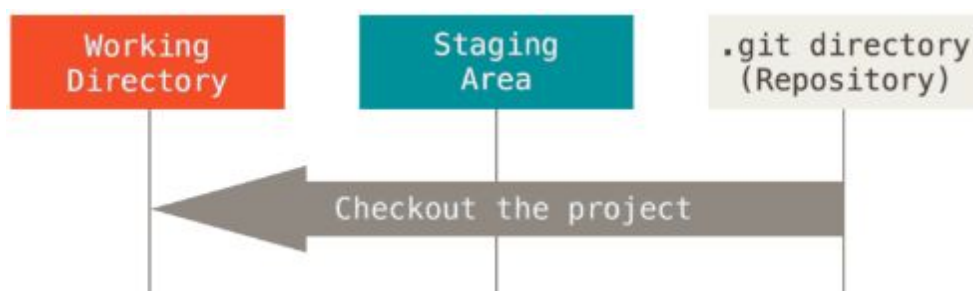 Working
Directory
Staging
Area
.git directory
(Repository)
Checkout the project